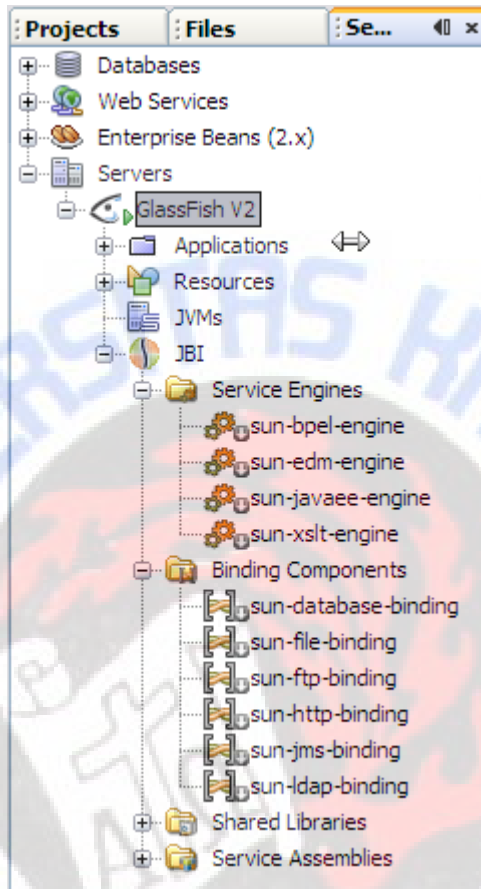 Projects
Files
Se...
Databases
Web Services
Enterprise Beans (2.x)
Servers
GlassFish V2
Applications
Resources
JVMs
JBI
Service Engines
sun-bpel-engine
sun-edm-engine
sun-javaee-engine
sun-xslt-engine
Binding Components
sun-database-binding
sun-file-binding
sun-ftp-binding
sun-http-binding
sun-jms-binding
sun-ldap-binding
Shared Libraries
Service Assemblies